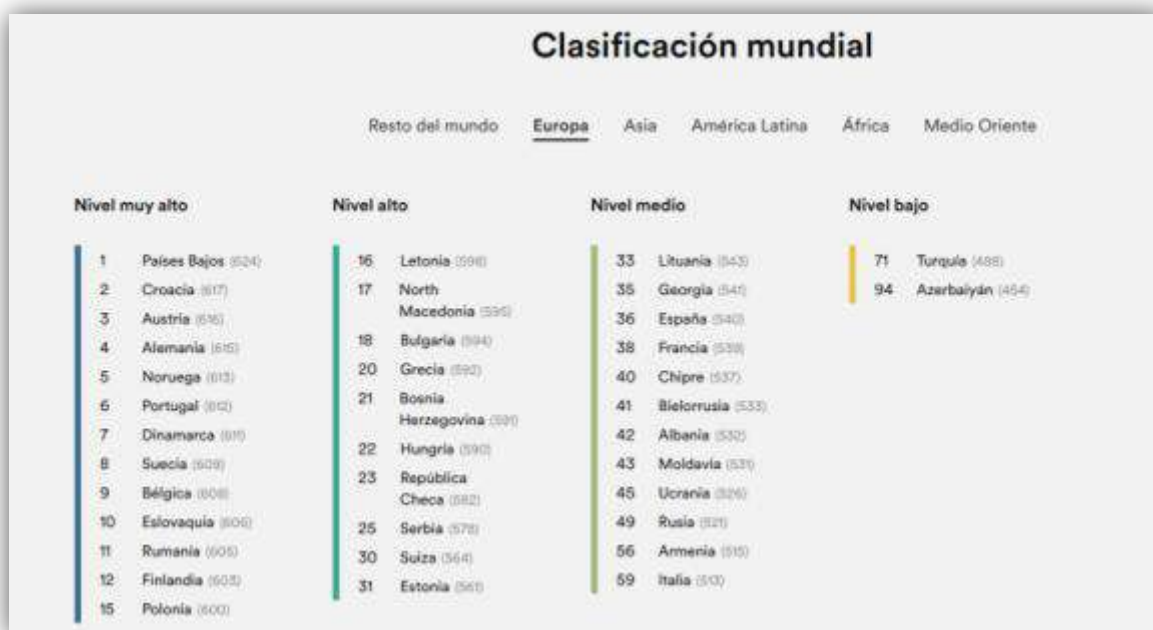 Clasificación mundial
Resto del mundo Europa Asia América Latina África Medio Oriente
Nivel muy alto
1 Países Bajos (624)
2 Croacia (617)
3 Austria (616)
4 Alemania (615)
5 Noruega (613)
6 Portugal (612)
7 Dinamarca (611)
8 Suecia (609)
9 Bélgica (608)
10 Eslovaquia (606)
11 Rumanía (605)
12 Finlandia (603)
15 Polonia (600)
Nivel alto
16 Letonia (598)
17 North
Macedonia (595)
18 Bulgaria (594)
20 Grecia (592)
21 Bosnia
Herzegovina (591)
22 Hungría (590)
23 República
Checa (582)
25 Serbia (578)
30 Suiza (564)
31 Estonia (561)
Nivel medio
33 Lituania (543)
35 Georgia (541)
36 España (540)
38 Francia (539)
40 Chipre (537)
41 Bielorrusia (533)
42 Albania (532)
43 Moldavia (531)
45 Ucrania (526)
49 Rusia (521)
56 Armenia (515)
59 Italia (513)
Nivel bajo
71 Turquía (488)
94 Azerbaiyán (454)